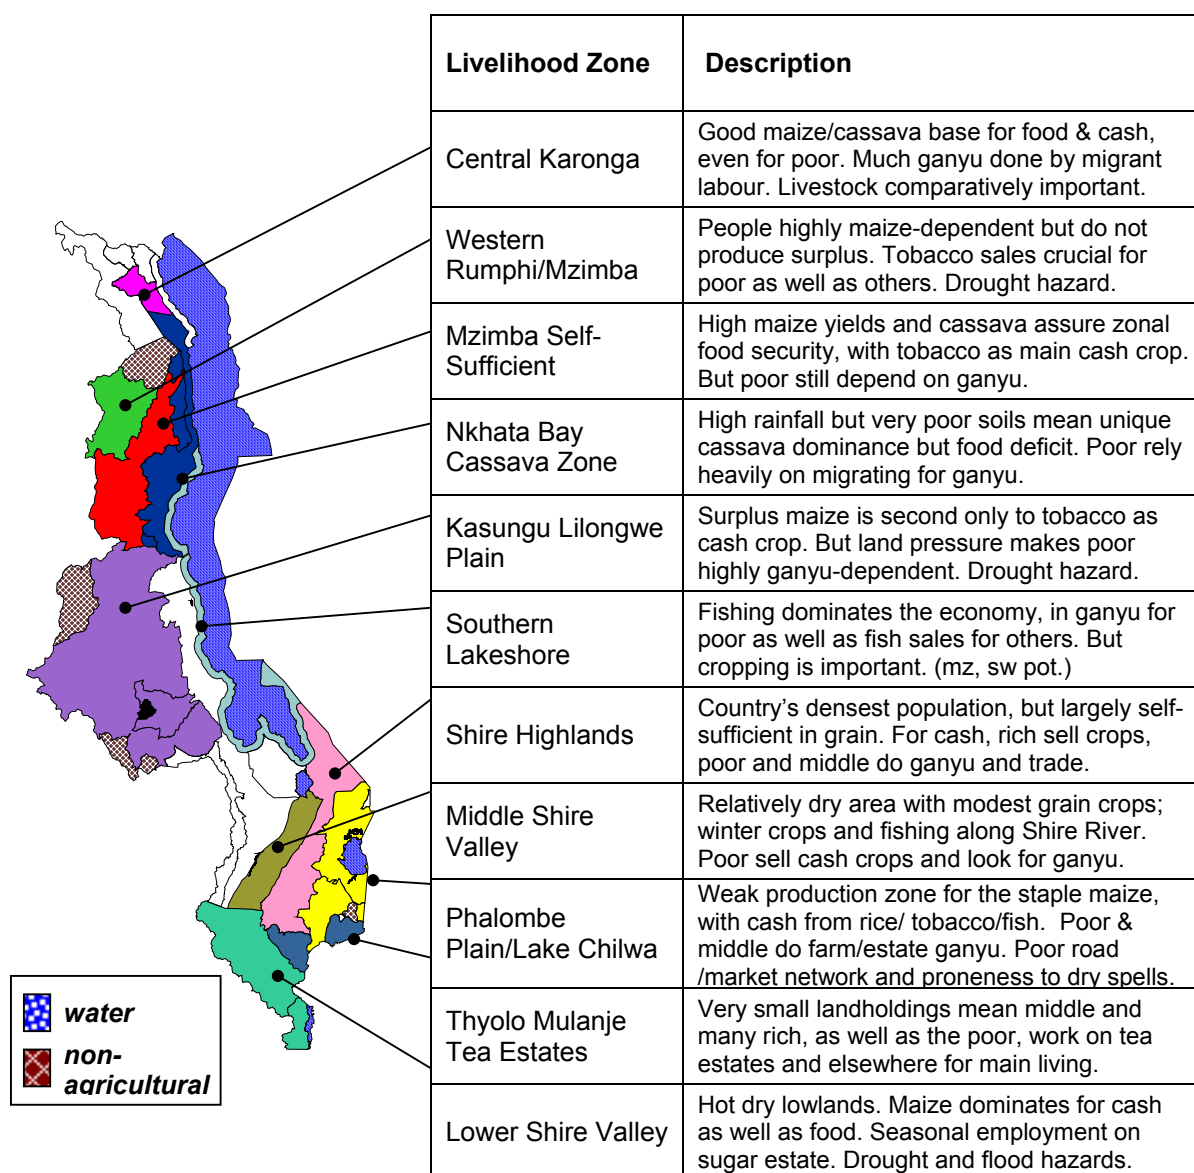 Livelihood Zone
Description
Central Karonga
Good maize/cassava base for food & cash,
even for poor. Much ganyu done by migrant
labour. Livestock comparatively important.
Western
Rumphi/Mzimba
People highly maize-dependent but do not
produce surplus. Tobacco sales crucial for
poor as well as others. Drought hazard.
Mzimba Self-
Sufficient
High maize yields and cassava assure zonal
food security, with tobacco as main cash crop.
But poor still depend on ganyu.
Nkhata Bay
Cassava Zone
High rainfall but very poor soils mean unique
cassava dominance but food deficit. Poor rely
heavily on migrating for ganyu.
Kasungu Lilongwe
Plain
Surplus maize is second only to tobacco as
cash crop. But land pressure makes poor
highly ganyu-dependent. Drought hazard.
Southern
Lakeshore
Fishing dominates the economy, in ganyu for
poor as well as fish sales for others. But
cropping is important. (mz, sw pot.)
Shire Highlands
Country's densest population, but largely self-
sufficient in grain. For cash, rich sell crops,
poor and middle do ganyu and trade.
Middle Shire
Valley
Relatively dry area with modest grain crops;
winter crops and fishing along Shire River.
Poor sell cash crops and look for ganyu.
Phalombe
Plain/Lake Chilwa
Weak production zone for the staple maize,
with cash from rice/ tobacco/fish. Poor &
middle do farm/estate ganyu. Poor road
/market network and proneness to dry spells.
Thyolo Mulanje
Tea Estates
Very small landholdings mean middle and
many rich, as well as the poor, work on tea
estates and elsewhere for main living.
Lower Shire Valley
Hot dry lowlands. Maize dominates for cash
as well as food. Seasonal employment on
sugar estate. Drought and flood hazards.
water
non-
agricultural